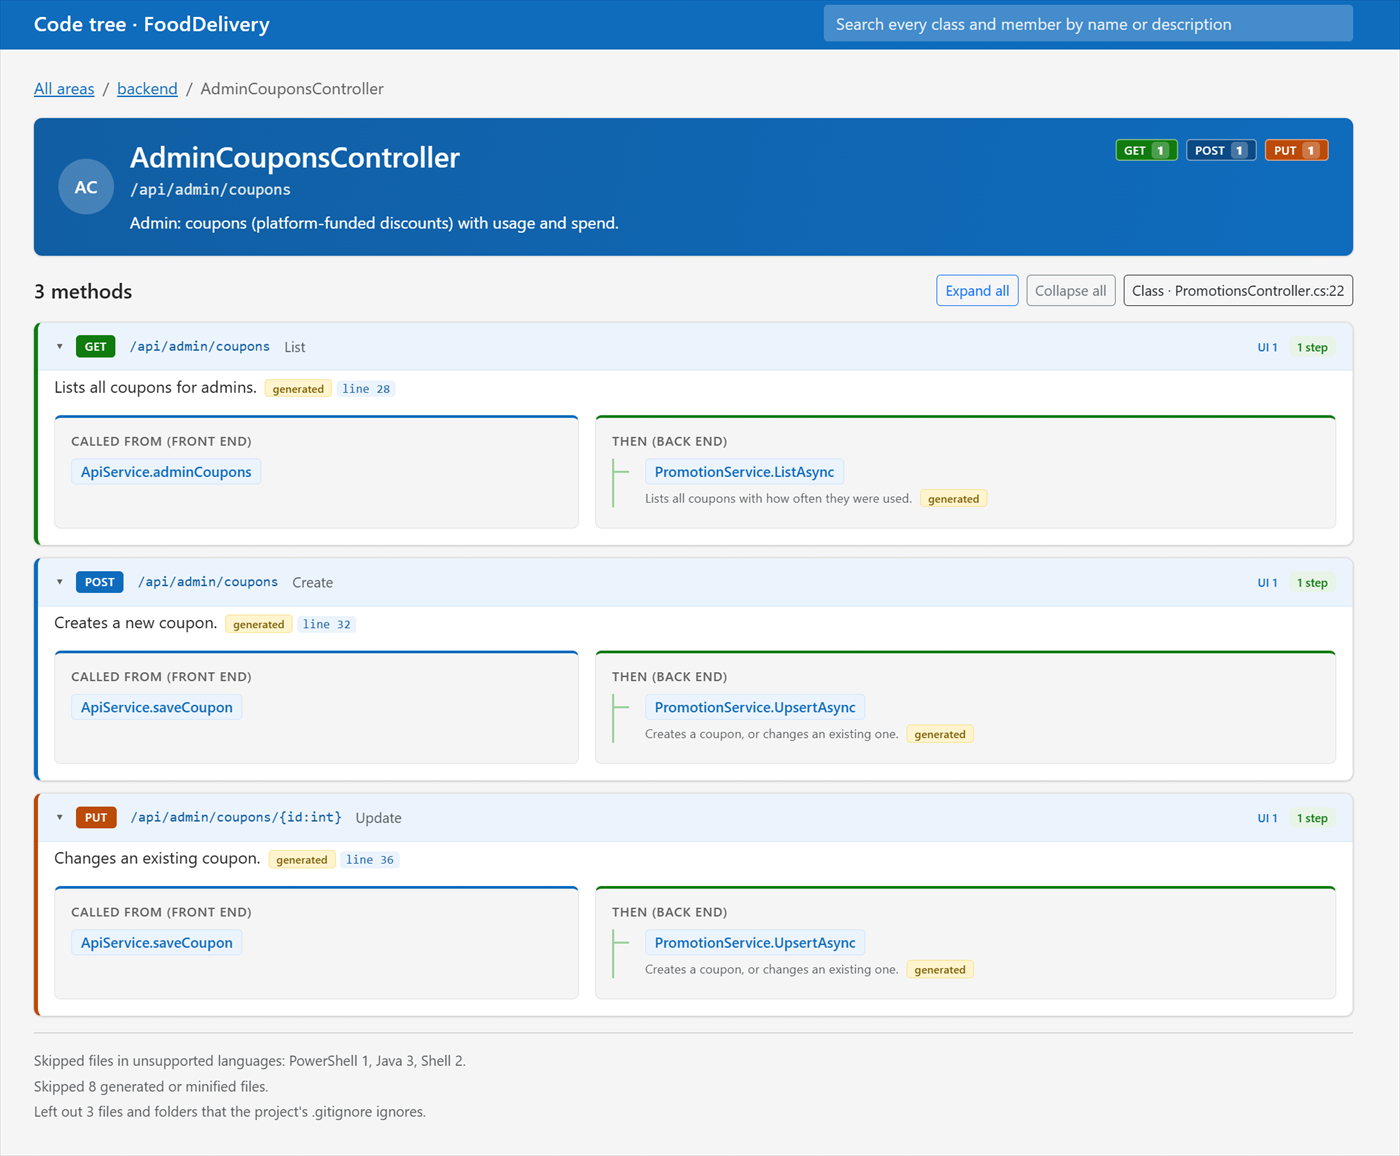 Code tree · FoodDelivery
Search every class and member by name or description
All areas / backend / AdminCouponsController
AC
AdminCouponsController
/api/admin/coupons
Admin: coupons (platform-funded discounts) with usage and spend.
GET 1 POST 1 PUT 1
3 methods
Expand all Collapse all Class · PromotionsController.cs:22
GET /api/admin/coupons List UI 1 1 step
Lists all coupons for admins. generated line 28
CALLED FROM (FRONT END)
ApiService.adminCoupons
THEN (BACK END)
PromotionService.ListAsync
Lists all coupons with how often they were used. generated
POST /api/admin/coupons Create UI 1 1 step
Creates a new coupon. generated line 32
CALLED FROM (FRONT END)
ApiService.saveCoupon
THEN (BACK END)
PromotionService.UpsertAsync
Creates a coupon, or changes an existing one. generated
PUT /api/admin/coupons/{id:int} Update UI 1 1 step
Changes an existing coupon. generated line 36
CALLED FROM (FRONT END)
ApiService.saveCoupon
THEN (BACK END)
PromotionService.UpsertAsync
Creates a coupon, or changes an existing one. generated
Skipped files in unsupported languages: PowerShell 1, Java 3, Shell 2.
Skipped 8 generated or minified files.
Left out 3 files and folders that the project's .gitignore ignores.